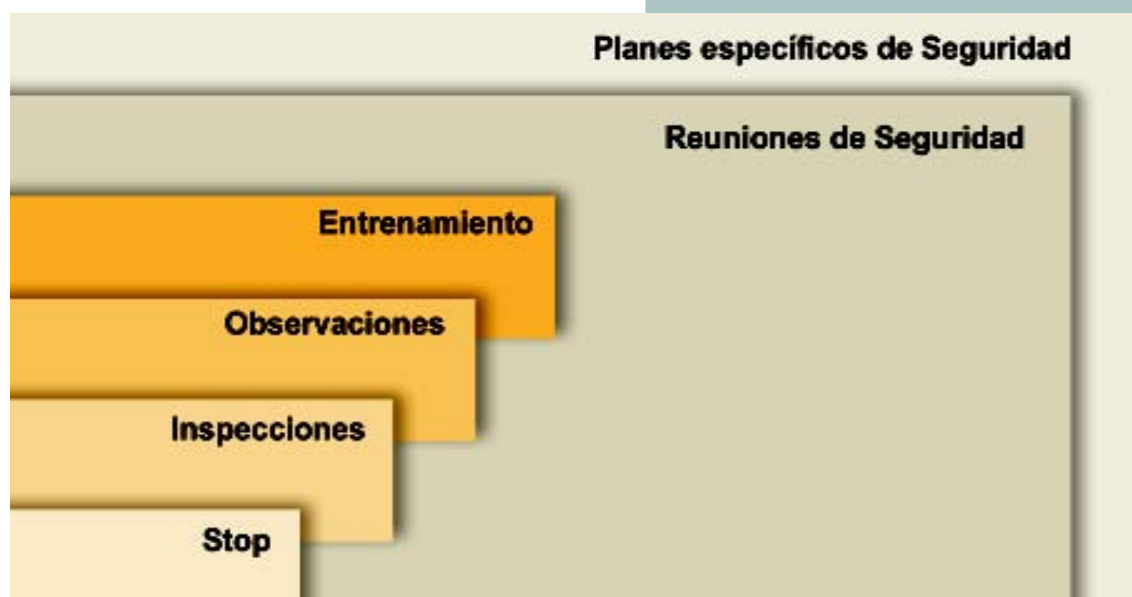 Planes específicos de Seguridad
Reuniones de Seguridad
Entrenamiento
Observaciones
Inspecciones
Stop